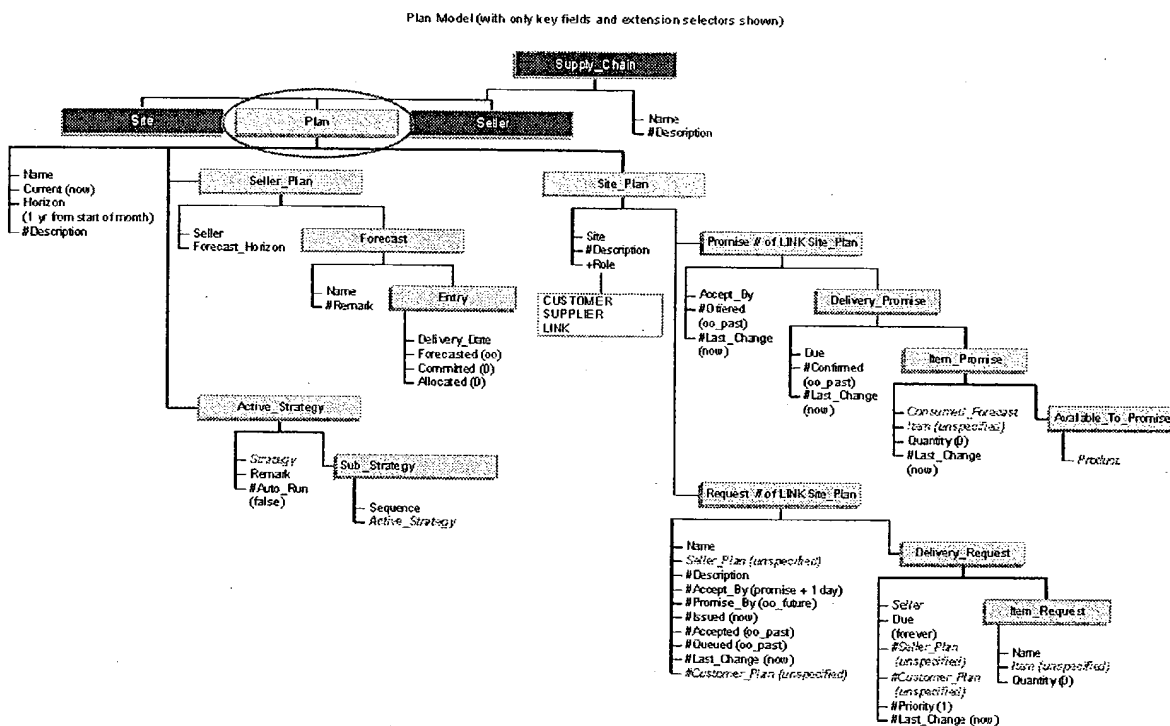 Plan Model (with only key fields and extension selectors shown)
Supply_Chain
Name
#Description
Site
Plan
Seller
Name
Current (now)
Horizon
(1 yr from start of month)
#Description
Seller_Plan
Seller
Forecast_Horizon
Forecast
Name
#Remark
Entry
Delivery_Date
Forecasted (oo)
Committed (0)
Allocated (0)
Active_Strategy
Strategy
Remark
#Auto_Run
(false)
Sub_Strategy
Sequence
Active_Strategy
Site_Plan
Site
#Description
+Role
CUSTOMER
SUPPLIER
LINK
Promise # of LINK Site_Plan
Accept_By
#Offered
(oo_past)
#Last_Change
(now)
Delivery_Promise
Due
#Confirmed
(oo_past)
#Last_Change
(now)
Item_Promise
Consumed_Forecast
Item (unspecified)
Quantity (0)
#Last_Change
(now)
Available_To_Promise
Product
Request # of LINK Site_Plan
Name
Seller_Plan (unspecified)
#Description
#Accept_By (promise + 1 day)
#Promise_By (oo_future)
#Issued (now)
#Accepted (oo_past)
#Queued (oo_past)
#Last_Change (now)
#Customer_Plan (unspecified)
Delivery_Request
Seller
Due
(forever)
#Seller_Plan
(unspecified)
#Customer_Plan
(unspecified)
#Priority (1)
#Last_Change (now)
Item_Request
Name
Item (unspecified)
Quantity (0)